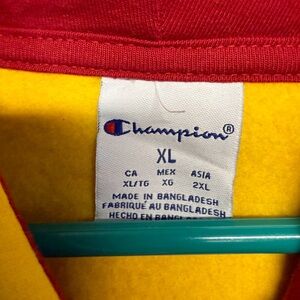 Champion®
XL
CA MEX ASIA
XL/TG XG 2XL
MADE IN BANGLADESH
FABRIQUÉ AU BANGLADESH
HECHO EN BANGLADESH